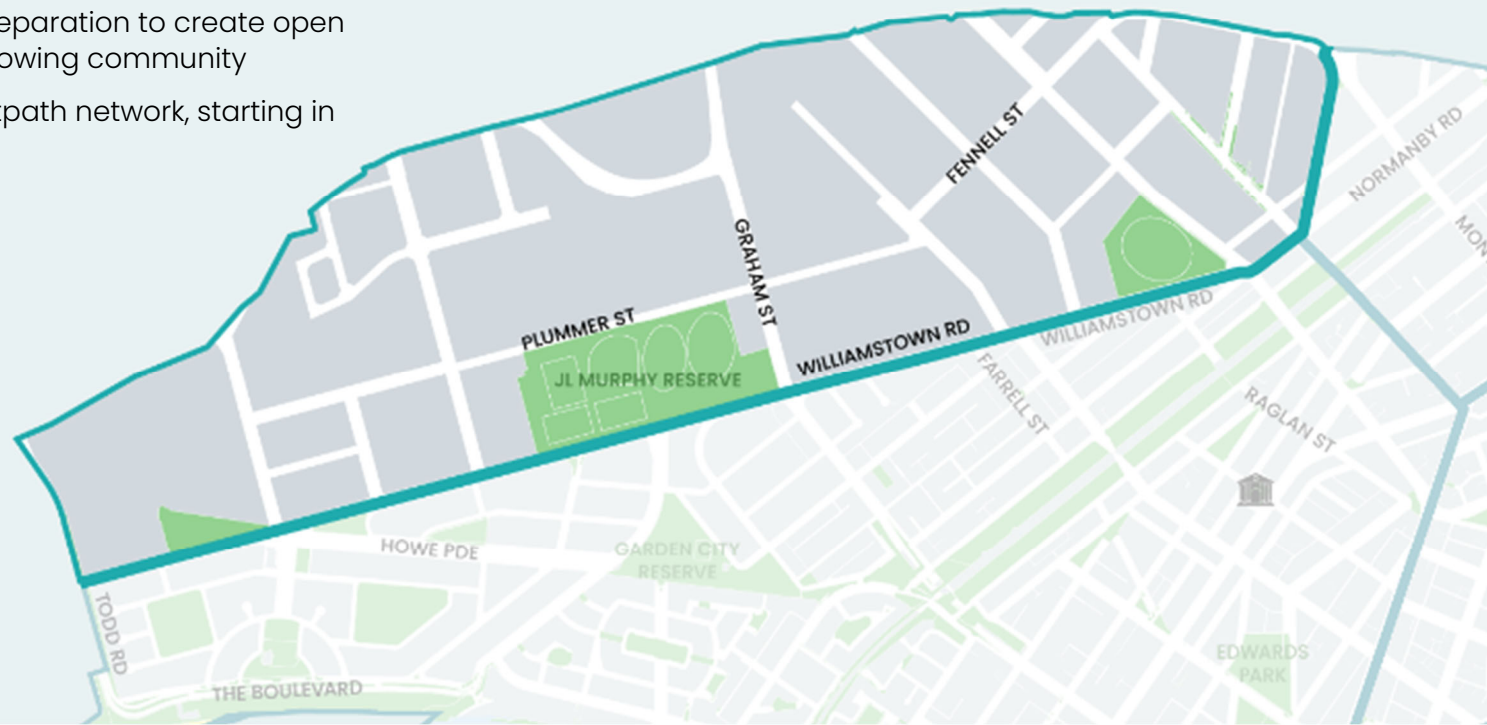 eparation to create open
owing community
tpath network, starting in
FENNELL ST
NORMANBY RD
GRAHAM ST
PLUMMER ST
WILLIAMSTOWN RD
WILLIAMSTOWN RD
JL MURPHY RESERVE
FARRELL ST
RAGLAN ST
HOWE PDE
GARDEN CITY
RESERVE
TODD RD
EDWARDS
PARK
THE BOULEVARD